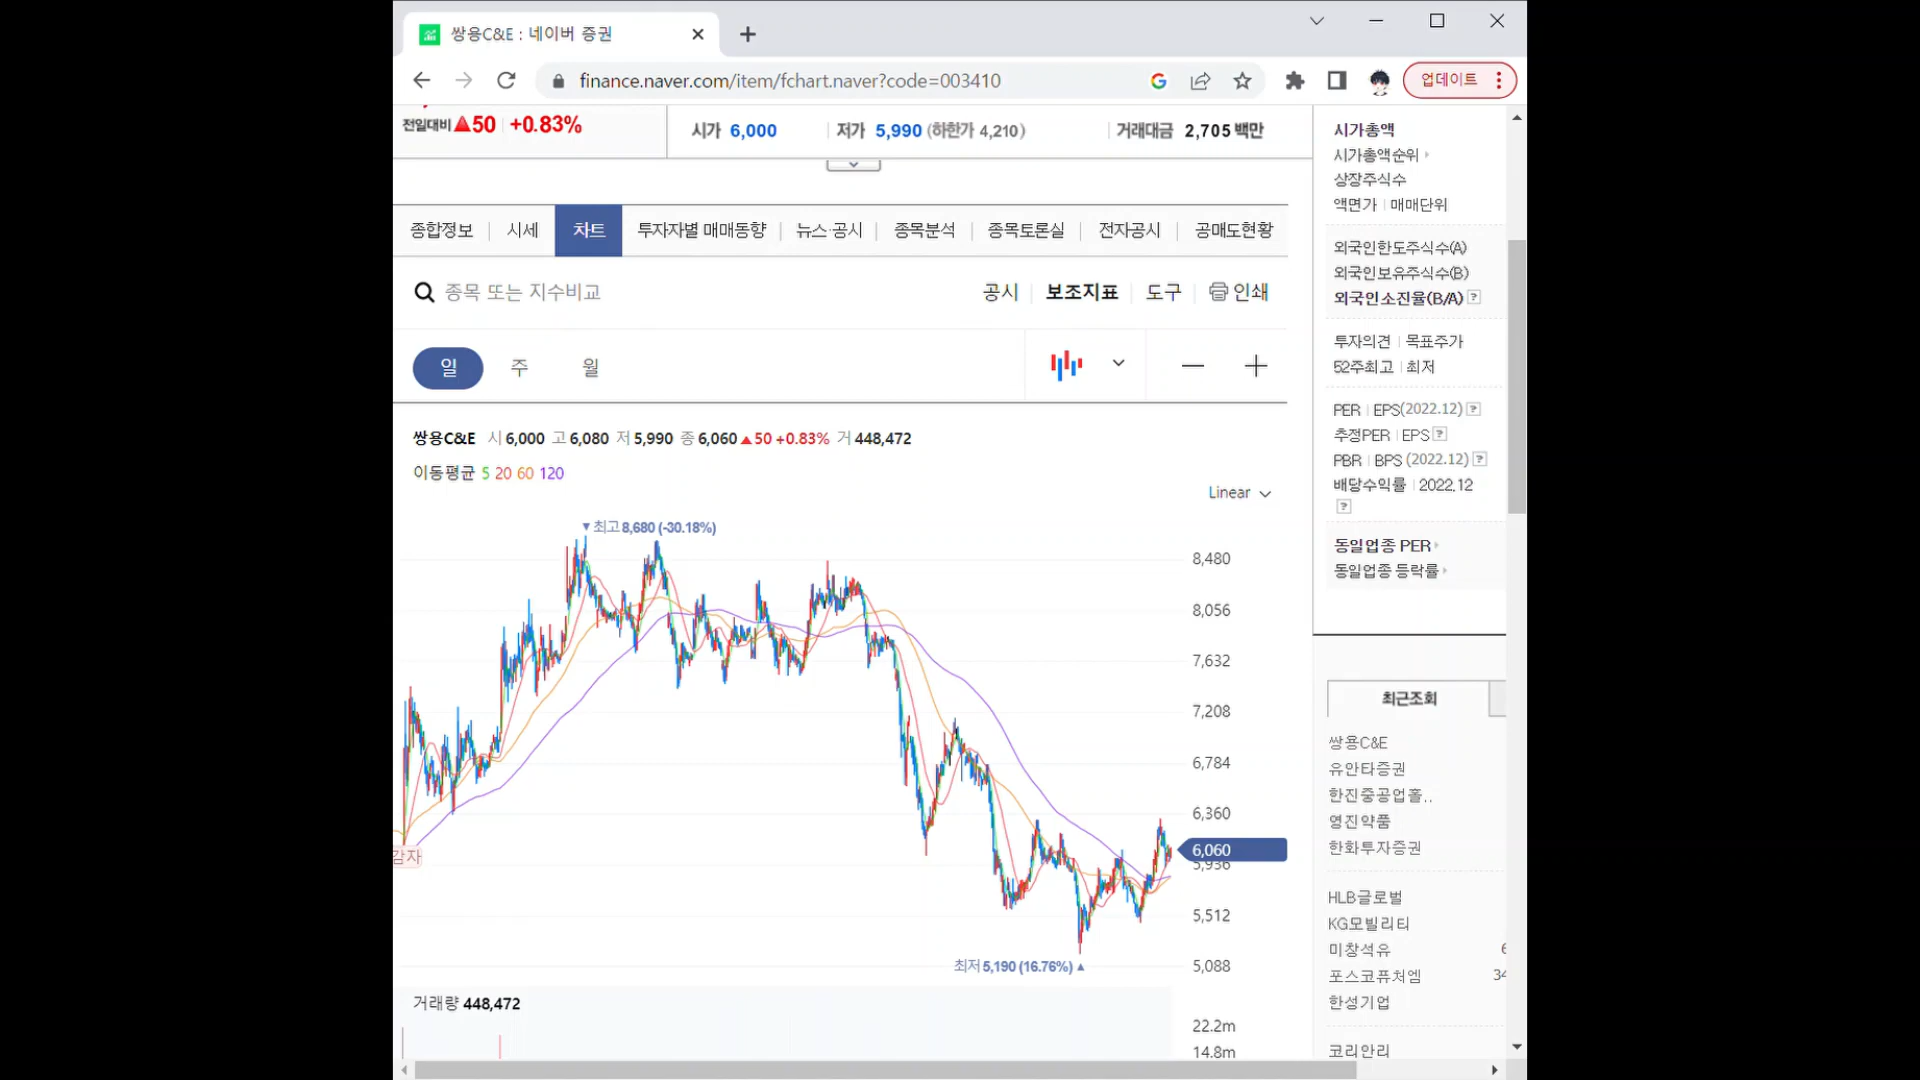 쌍용C&E : 네이버 증권
finance.naver.com/item/fchart.naver?code=003410
업데이트
전일대비 ▲50 +0.83%
시가 6,000 저가 5,990 (하한가 4,210) 거래대금 2,705 백만
종합정보 시세 차트 투자자별 매매동향 뉴스·공시 종목분석 종목토론실 전자공시 공매도현황
종목 또는 지수비교
공시 보조지표 도구 인쇄
일 주 월
쌍용C&E 시 6,000 고 6,080 저 5,990 종 6,060 ▲50 +0.83% 거 448,472
이동평균 5 20 60 120
Linear
▼최고 8,680 (-30.18%)
8,480
8,056
7,632
7,208
6,784
6,360
6,060
5,936
5,512
5,088
감자
최저 5,190 (16.76%) ▲
거래량 448,472
22.2m
14.8m
시가총액
시가총액순위
상장주식수
액면가 | 매매단위
외국인한도주식수(A)
외국인보유주식수(B)
외국인소진율(B/A) ?
투자의견 | 목표주가
52주최고 | 최저
PER | EPS(2022.12) ?
추정PER | EPS ?
PBR | BPS (2022.12) ?
배당수익률 | 2022.12
?
동일업종 PER
동일업종 등락률
최근조회
쌍용C&E
유안타증권
한진중공업홀..
영진약품
한화투자증권
HLB글로벌
KG모빌리티
미창석유 6
포스코퓨처엠 34
한성기업
코리안리